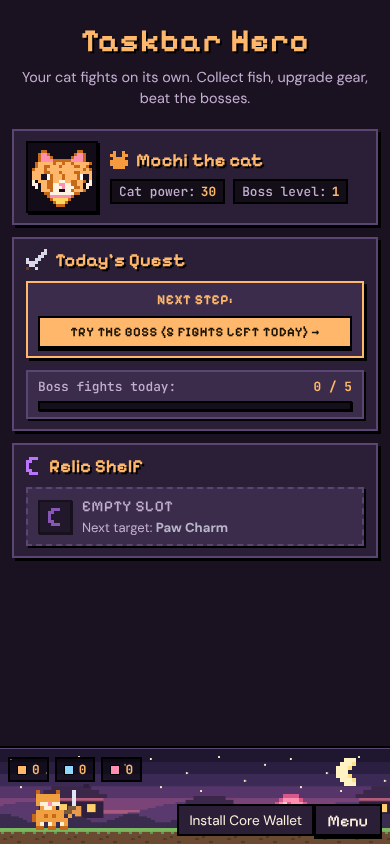 Taskbar Hero
Your cat fights on its own. Collect fish, upgrade gear,
beat the bosses.
Mochi the cat
Cat power: 30 Boss level: 1
Today's Quest
NEXT STEP:
TRY THE BOSS (5 FIGHTS LEFT TODAY) →
Boss fights today: 0 / 5
Relic Shelf
EMPTY SLOT
Next target: Paw Charm
0 0 0
Install Core Wallet Menu